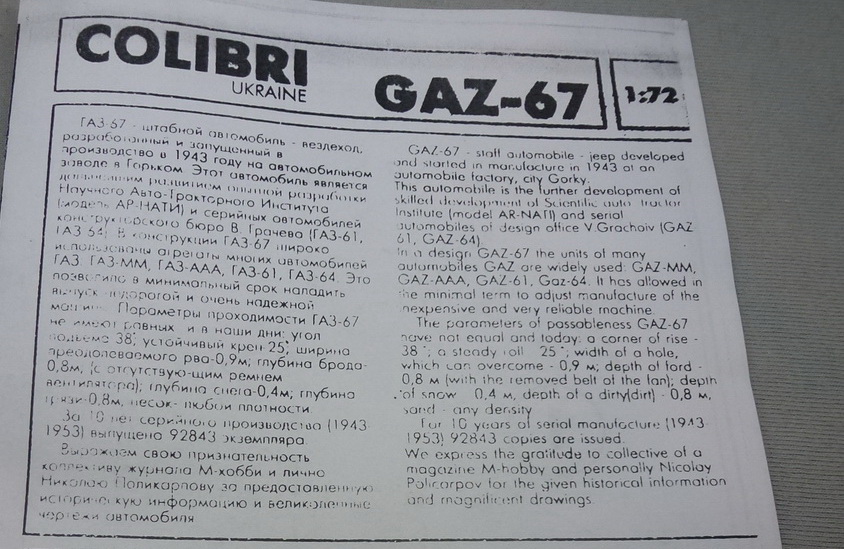 COLIBRI
UKRAINE
GAZ-67
1:72
ГАЗ-67 - штабной автомобиль - вездеход,
разработанный и запущенный в
производство в 1943 году на автомобильном
заводе в Горьком. Этот автомобиль является
дальнейшим развитием опытной разработки
Научного Авто-Тракторного Института
(модель АР-НАТИ) и серийных автомобилей
конструкторского бюро В. Грачева (ГАЗ-61,
ГАЗ 64). В конструкции ГАЗ-67 широко
использованы агрегаты многих автомобилей
ГАЗ: ГАЗ-ММ, ГАЗ-ААА, ГАЗ-61, ГАЗ-64. Это
позволило в минимальный срок наладить
выпуск недорогой и очень надежной
машины. Параметры проходимости ГАЗ-67
не имеют равных и в наши дни: угол
подъема 38°, устойчивый крен-25°, ширина
преодолеваемого рва-0,9м; глубина брода-
0,8м, (с отсутствую-щим ремнем
вентилятора); глубина снега-0,4м; глубина
грязи-0,8м, песок- любой плотности.
За 10 лет серийного производства (1943-
1953) выпущено 92843 экземпляра.
Выражаем свою признательность
коллективу журнала М-хобби и лично
Николаю Поликарпову за предоставленную
историческую информацию и великолепные
чертежи автомобиля
GAZ-67 - staff automobile - jeep developed
and started in manufacture in 1943 at an
automobile factory, city Gorky.
This automobile is the further development of
skilled development of Scientific auto Tractor
Institute (model AR-NATI) and serial
automobiles of design office V.Grachoiv (GAZ
61, GAZ-64).
In a design GAZ-67 the units of many
automobiles GAZ are widely used: GAZ-MM,
GAZ-AAA, GAZ-61, Gaz-64. It has allowed in
the minimal term to adjust manufacture of the
inexpensive and very reliable machine.
The parameters of passableness GAZ-67
have not equal and today: a corner of rise -
38 °; a steady roll 25 °; width of a hole,
which can overcome - 0,9 м; depth of ford -
0,8 м (with the removed belt of the fan); depth
of snow 0,4 м, depth of a dirty(dirt) - 0,8 м,
sand - any density
For 10 years of serial manufacture (1943-
1953) 92843 copies are issued.
We express the gratitude to collective of a
magazine M-hobby and personally Nicolay
Policarpov for the given historical information
and magnificent drawings.